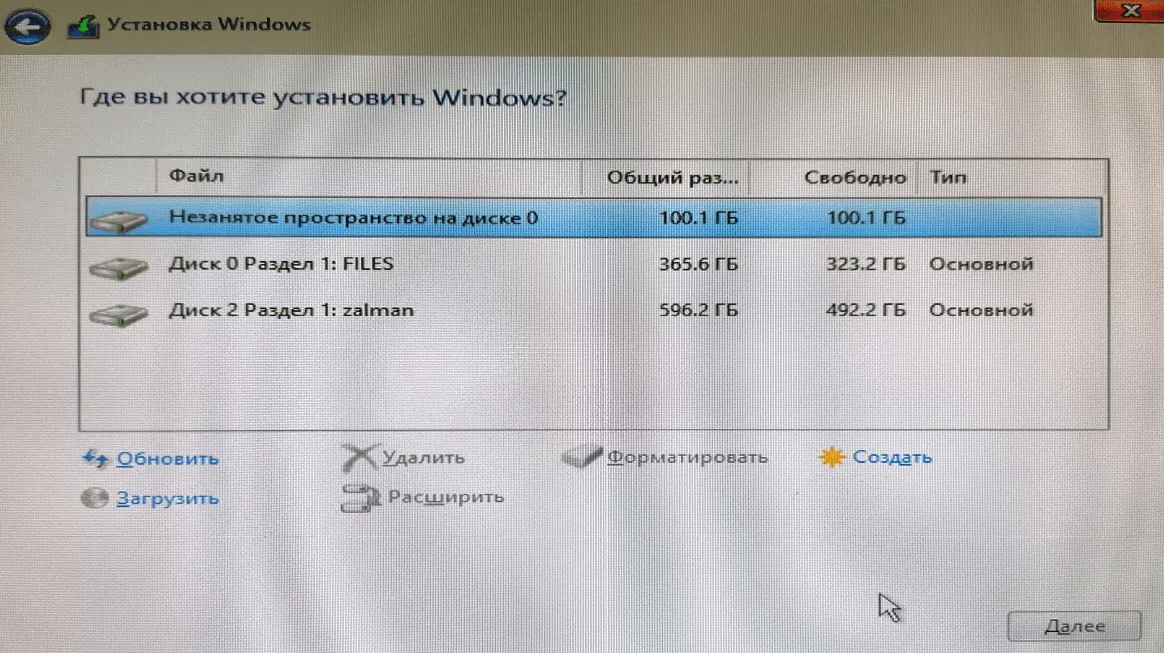 Установка Windows
Где вы хотите установить Windows?
Файл Общий раз... Свободно Тип
Незанятое пространство на диске 0 100.1 ГБ 100.1 ГБ
Диск 0 Раздел 1: FILES 365.6 ГБ 323.2 ГБ Основной
Диск 2 Раздел 1: zalman 596.2 ГБ 492.2 ГБ Основной
Обновить Удалить Форматировать Создать
Загрузить Расширить
Далее